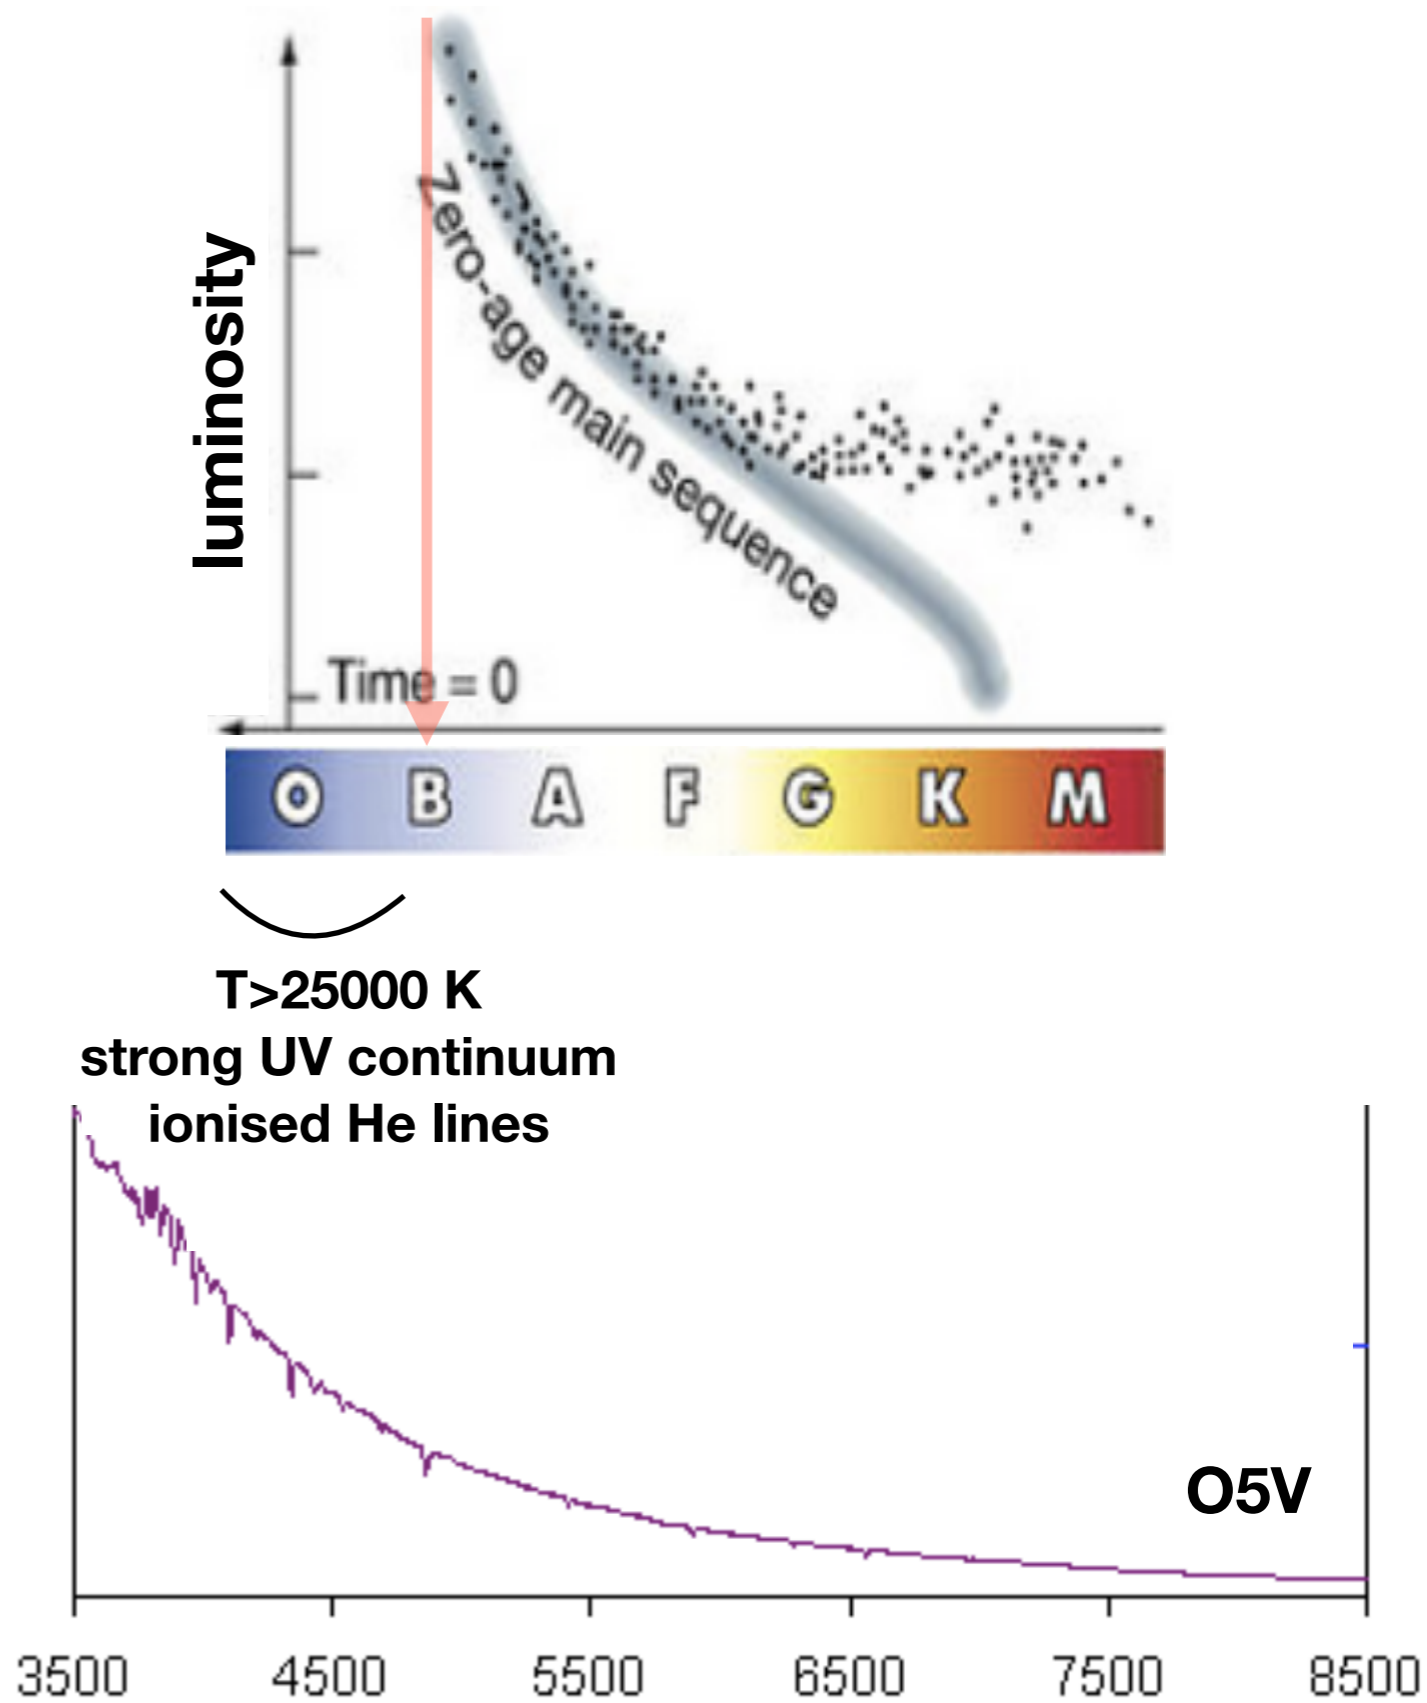 luminosity
Zero-age main sequence
Time = 0
O B A F G K M
T>25000 K
strong UV continuum
ionised He lines
O5V
3500 4500 5500 6500 7500 8500